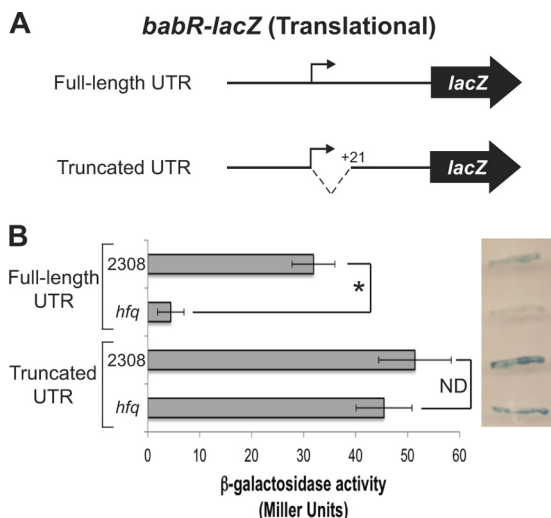 A
babR-lacZ (Translational)
Full-length UTR
lacZ
Truncated UTR
+21
lacZ
B
Full-length
UTR
2308
hfq
*
Truncated
UTR
2308
hfq
ND
0 10 20 30 40 50 60
β-galactosidase activity
(Miller Units)